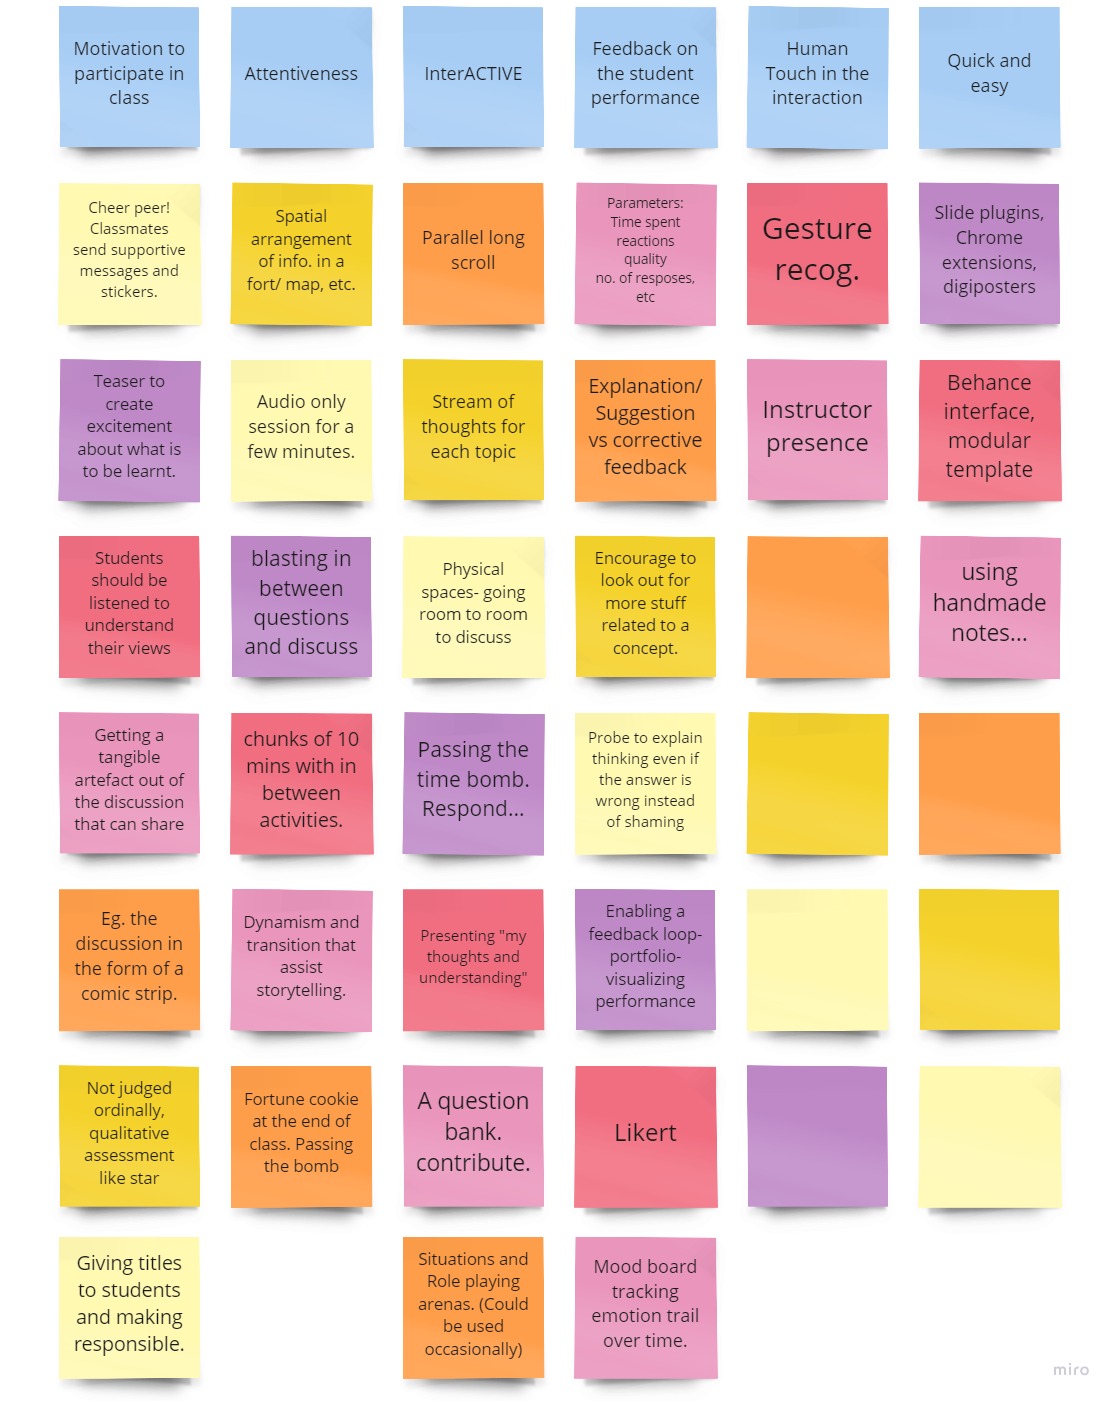 Motivation to
participate in
class
Attentiveness
InterACTIVE
Feedback on
the student
performance
Human
Touch in the
interaction
Quick and
easy
Cheer peer!
Classmates
send supportive
messages and
stickers.
Spatial
arrangement
of info. in a
fort/ map, etc.
Parallel long
scroll
Parameters:
Time spent
reactions
quality
no. of resposes,
etc
Gesture
recog.
Slide plugins,
Chrome
extensions,
digiposters
Teaser to
create
excitement
about what is
to be learnt.
Audio only
session for a
few minutes.
Stream of
thoughts for
each topic
Explanation/
Suggestion
vs corrective
feedback
Instructor
presence
Behance
interface,
modular
template
Students
should be
listened to
understand
their views
blasting in
between
questions
and discuss
Physical
spaces- going
room to room
to discuss
Encourage to
look out for
more stuff
related to a
concept.
using
handmade
notes...
Getting a
tangible
artefact out of
the discussion
that can share
chunks of 10
mins with in
between
activities.
Passing the
time bomb.
Respond...
Probe to explain
thinking even if
the answer is
wrong instead
of shaming
Eg. the
discussion in
the form of a
comic strip.
Dynamism and
transition that
assist
storytelling.
Presenting "my
thoughts and
understanding"
Enabling a
feedback loop-
portfolio-
visualizing
performance
Not judged
ordinally,
qualitative
assessment
like star
Fortune cookie
at the end of
class. Passing
the bomb
A question
bank.
contribute.
Likert
Giving titles
to students
and making
responsible.
Situations and
Role playing
arenas. (Could
be used
occasionally)
Mood board
tracking
emotion trail
over time.
miro